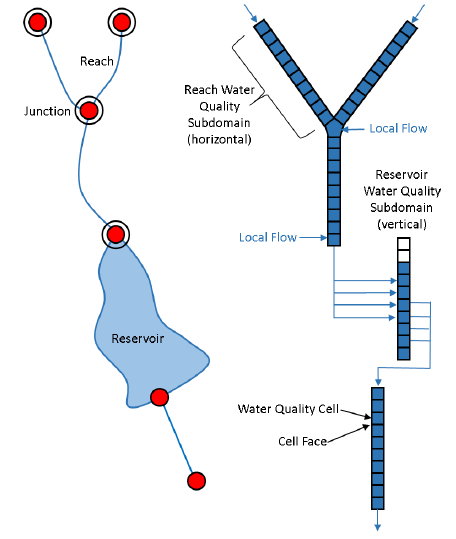 Reach
Junction
Reservoir
Reach Water
Quality
Subdomain
(horizontal)
Local Flow
Reservoir
Water Quality
Subdomain
(vertical)
Local Flow
Water Quality Cell
Cell Face